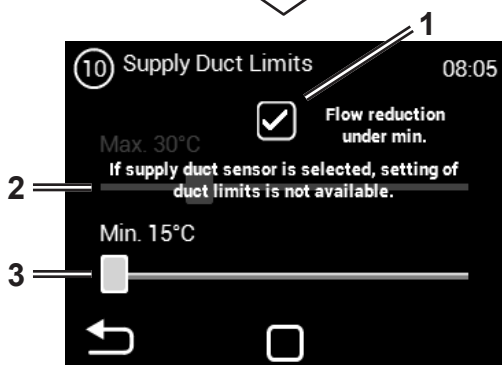 1
10 Supply Duct Limits 08:05
Flow reduction
under min.
Max. 30°C
If supply duct sensor is selected, setting of
duct limits is not available.
2
Min. 15°C
3